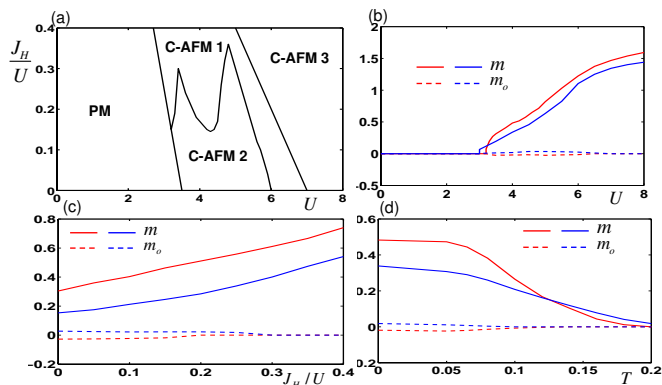 (a)
J_H/U
0.4
0.3
0.2
0.1
0
PM
C-AFM 1
C-AFM 2
C-AFM 3
0 1 2 3 4 5 6 7 8
U
(b)
2
1.5
1
0.5
0
-0.5
m
m_o
0 2 4 6 8
U
(c)
0.8
0.6
0.4
0.2
0
-0.2
m
m_o
0 0.1 0.2 0.3 0.4
J_H/U
(d)
0.6
0.4
0.2
0
-0.2
m
m_o
0 0.05 0.1 0.15 0.2
T